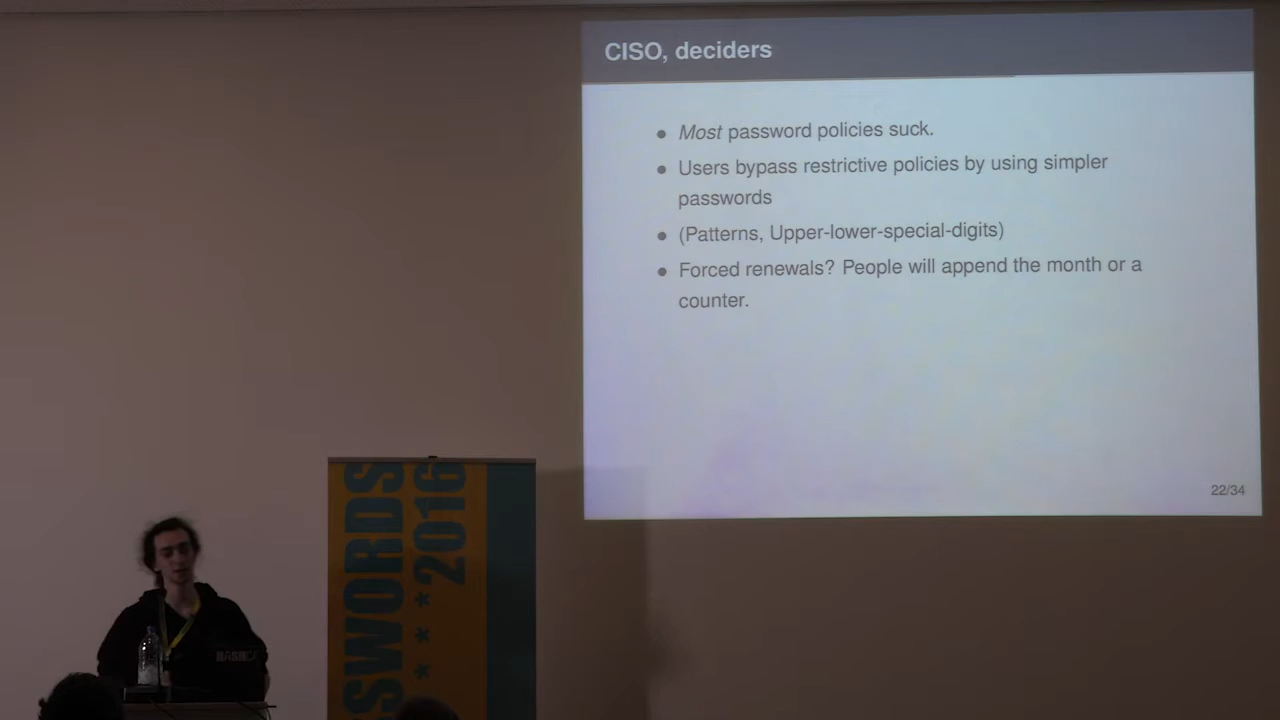 CISO, deciders
Most password policies suck.
Users bypass restrictive policies by using simpler
passwords
(Patterns, Upper-lower-special-digits)
Forced renewals? People will append the month or a
counter.
22/34
SWORDS
* * * 2016